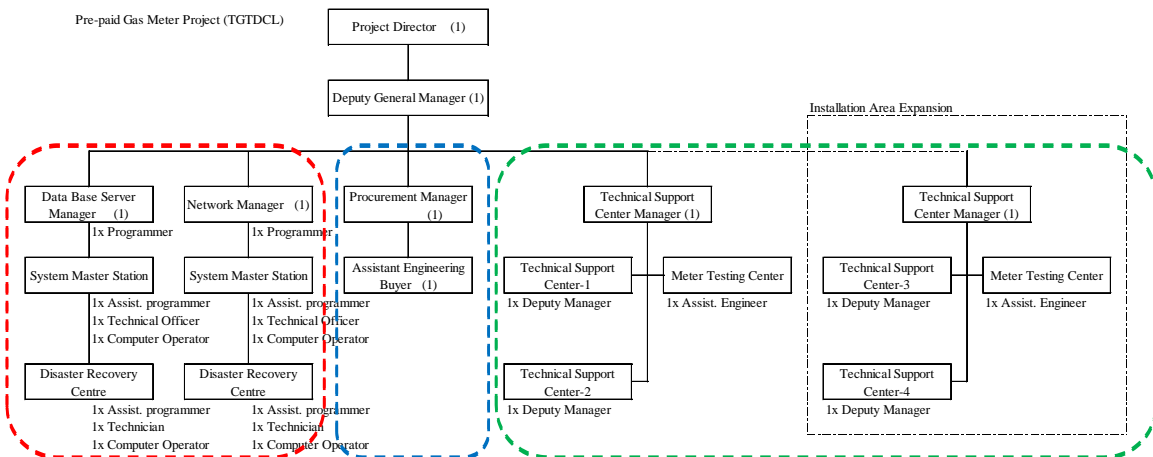 Pre-paid Gas Meter Project (TGTDCL)
Project Director (1)
Deputy General Manager (1)
Installation Area Expansion
Data Base Server
Manager (1)
1x Programmer
Network Manager (1)
1x Programmer
Procurement Manager
(1)
Technical Support
Center Manager (1)
Technical Support
Center Manager (1)
System Master Station
1x Assist. programmer
1x Technical Officer
1x Computer Operator
System Master Station
1x Assist. programmer
1x Technical Officer
1x Computer Operator
Assistant Engineering
Buyer (1)
Technical Support
Center-1
1x Deputy Manager
Meter Testing Center
1x Assist. Engineer
Technical Support
Center-3
1x Deputy Manager
Meter Testing Center
1x Assist. Engineer
Disaster Recovery
Centre
1x Assist. programmer
1x Technician
1x Computer Operator
Disaster Recovery
Centre
1x Assist. programmer
1x Technician
1x Computer Operator
Technical Support
Center-2
1x Deputy Manager
Technical Support
Center-4
1x Deputy Manager